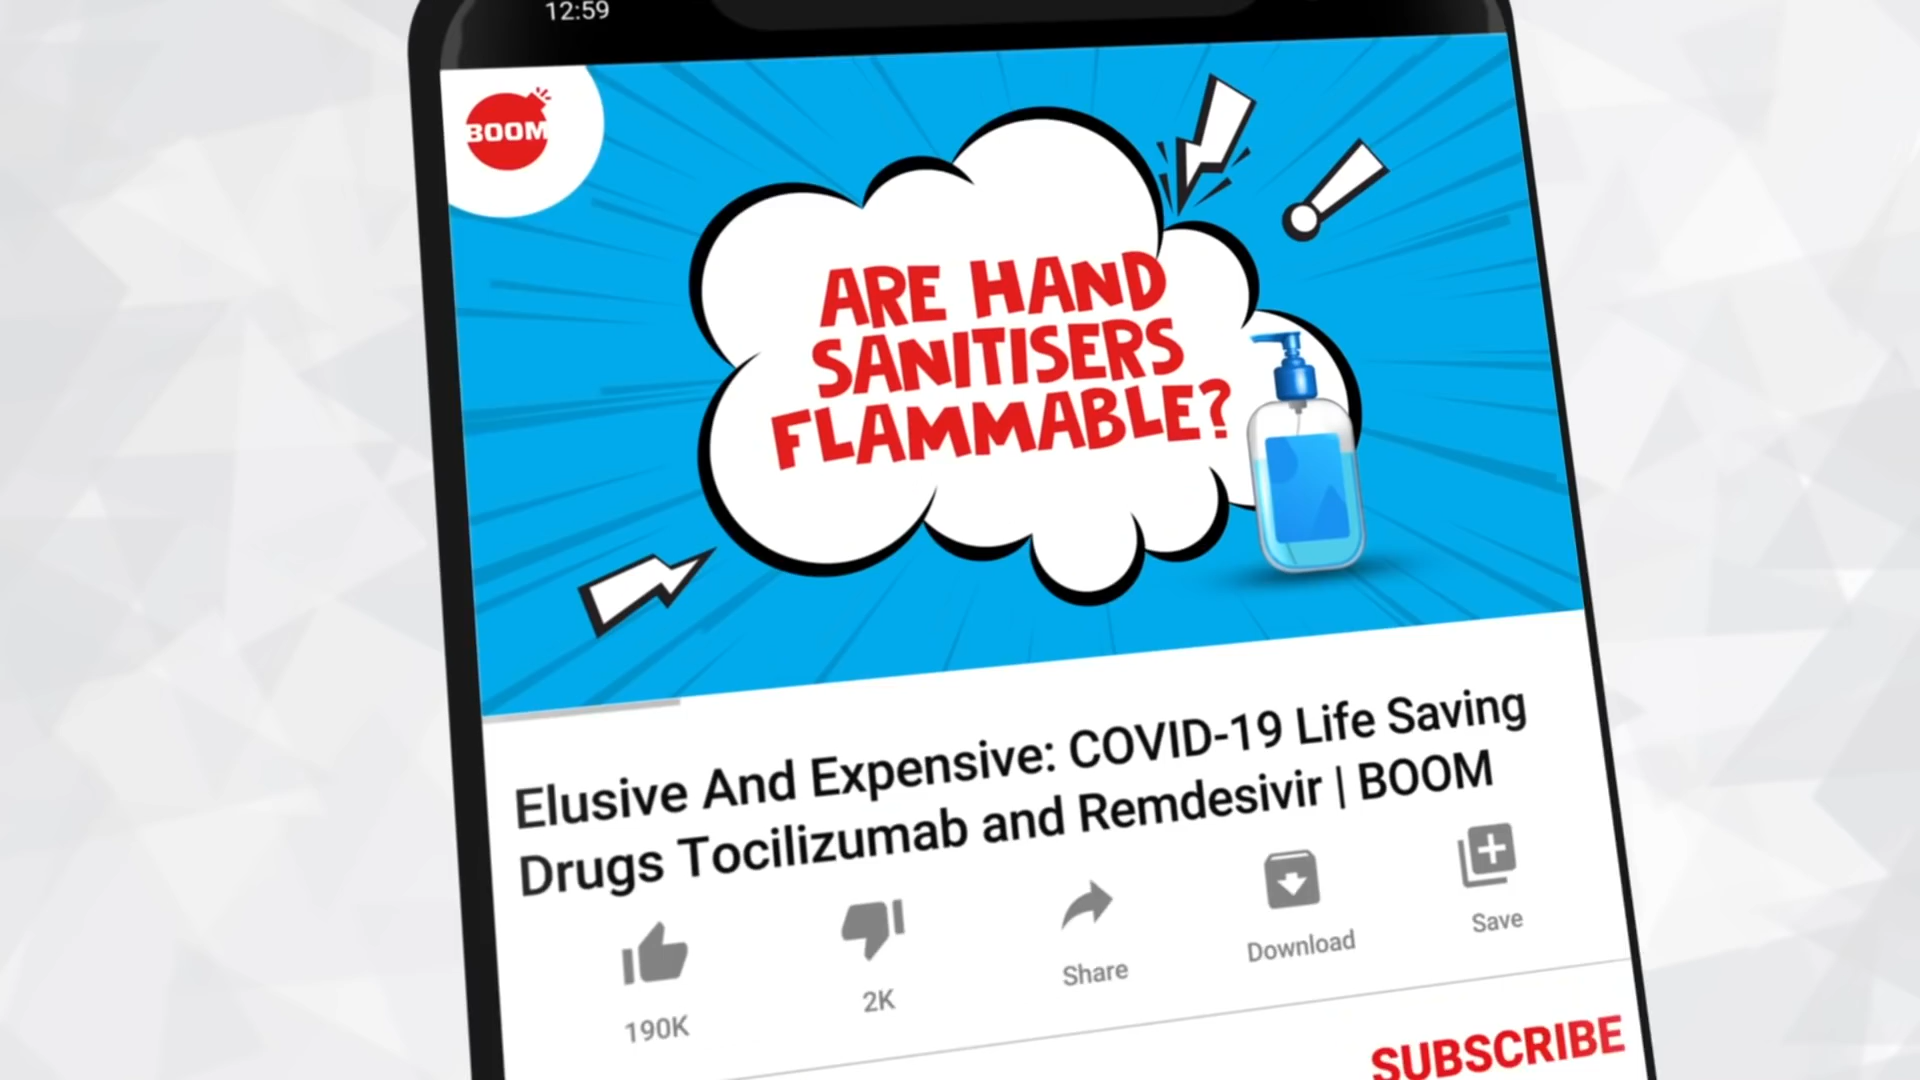 12:59
BOOM
ARE HAND
SANITISERS
FLAMMABLE?
Elusive And Expensive: COVID-19 Life Saving
Drugs Tocilizumab and Remdesivir | BOOM
190K
2K
Share
Download
Save
SUBSCRIBE